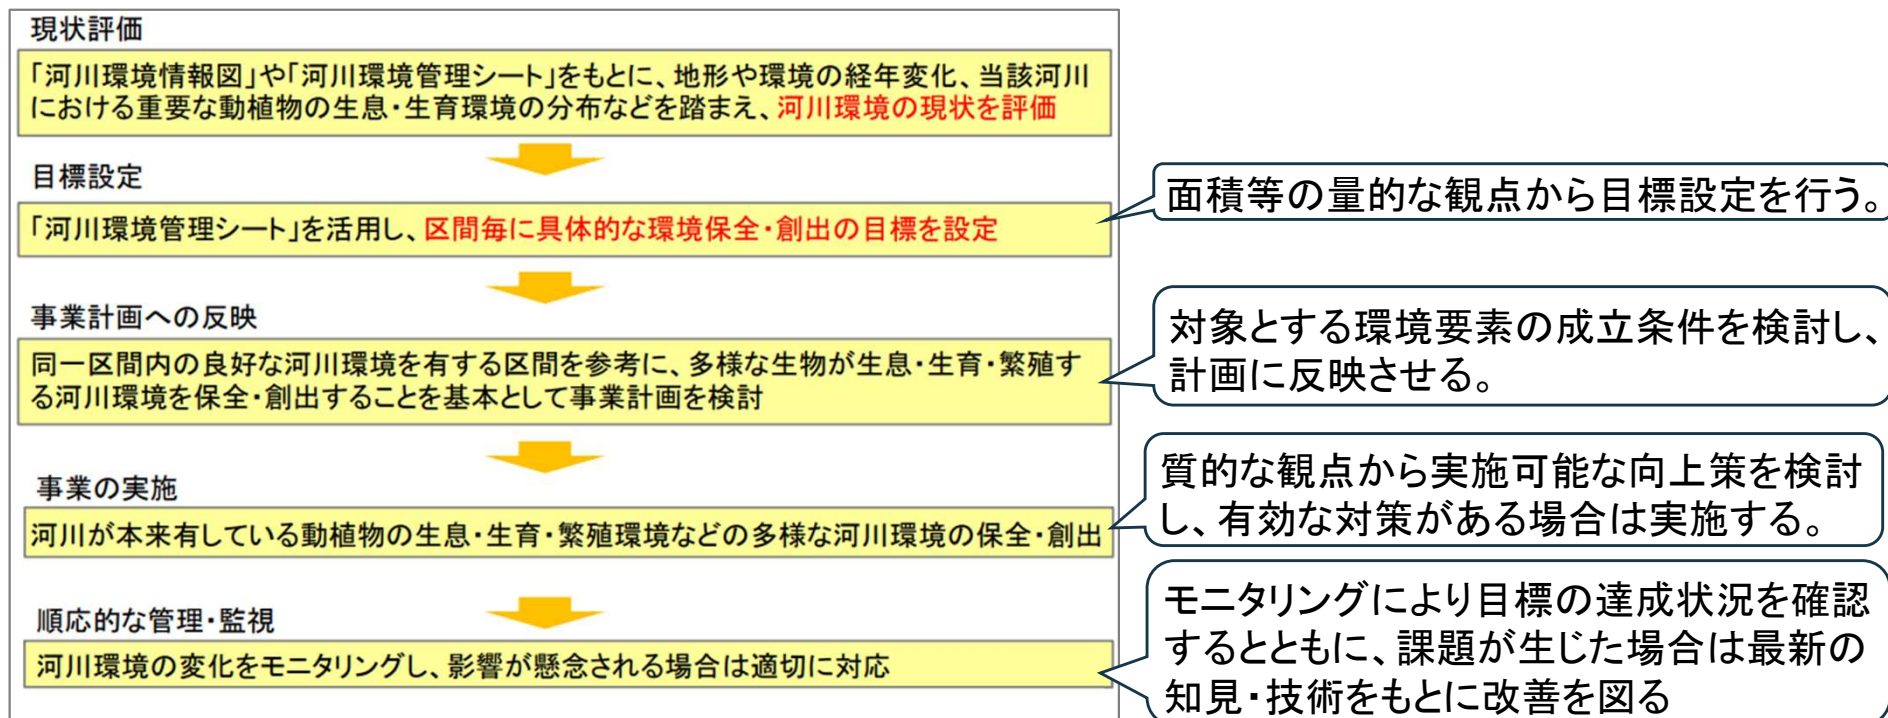 現状評価
「河川環境情報図」や「河川環境管理シート」をもとに、地形や環境の経年変化、当該河川
における重要な動植物の生息・生育環境の分布などを踏まえ、河川環境の現状を評価
目標設定
「河川環境管理シート」を活用し、区間毎に具体的な環境保全・創出の目標を設定
面積等の量的な観点から目標設定を行う。
事業計画への反映
同一区間内の良好な河川環境を有する区間を参考に、多様な生物が生息・生育・繁殖す
る河川環境を保全・創出することを基本として事業計画を検討
対象とする環境要素の成立条件を検討し、
計画に反映させる。
事業の実施
河川が本来有している動植物の生息・生育・繁殖環境などの多様な河川環境の保全・創出
質的な観点から実施可能な向上策を検討
し、有効な対策がある場合は実施する。
順応的な管理・監視
河川環境の変化をモニタリングし、影響が懸念される場合は適切に対応
モニタリングにより目標の達成状況を確認
するとともに、課題が生じた場合は最新の
知見・技術をもとに改善を図る